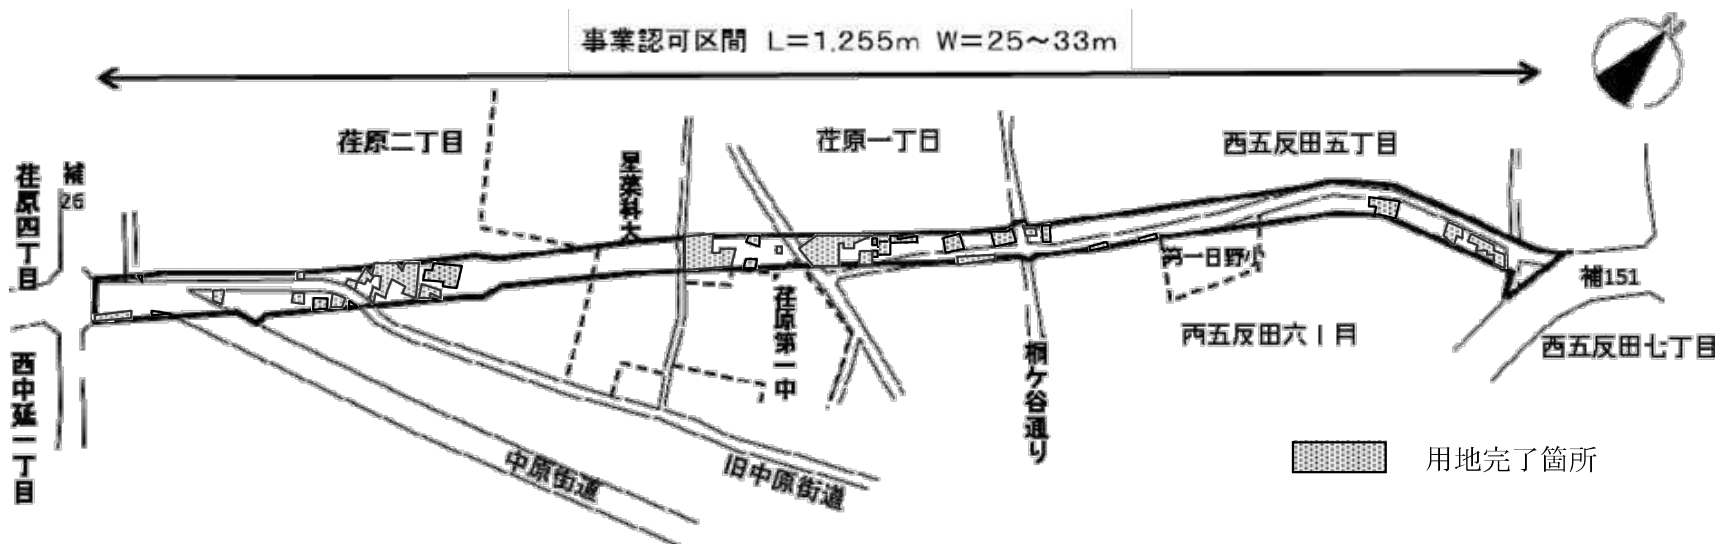 事業認可区間 L=1,255m W=25~33m
荏原二丁目
荏原一丁目
西五反田五丁目
荏原四丁目
補
26
星薬科大
第一日野小
補151
荏原第一中
西五反田六丁目
西五反田七丁目
桐ケ谷通り
西中延一丁目
中原街道
旧中原街道
用地完了箇所